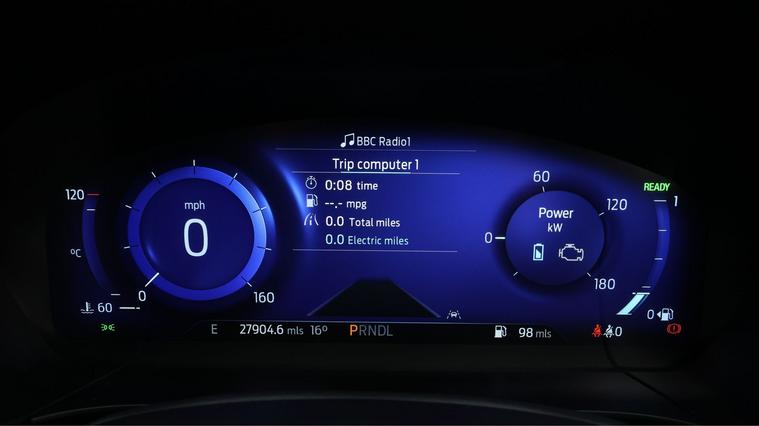 BBC Radio1
Trip computer 1
0:08 time
--.- mpg
0.0 Total miles
0.0 Electric miles
120
ºC
60
mph
0
0
160
60
120
0
180
Power
kW
READY
1
0
E 27904.6 mls 16º PRNDL 98 mls 0